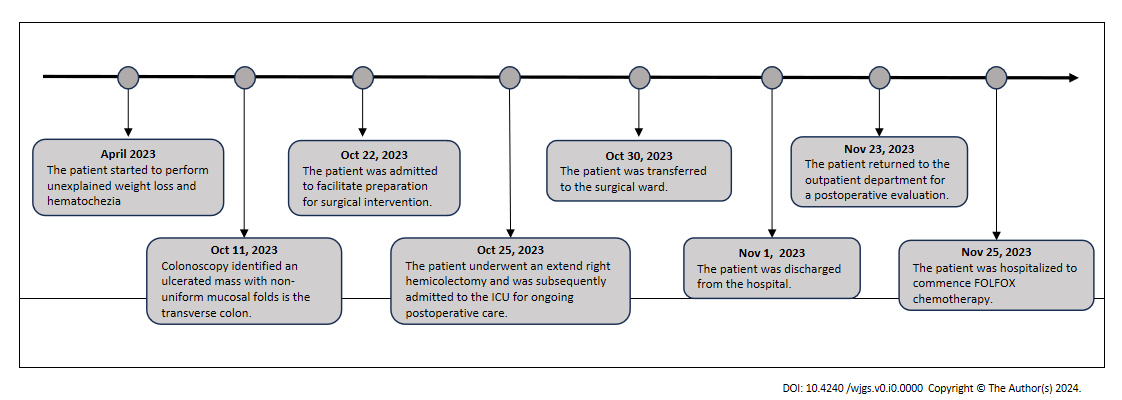 April 2023
The patient started to perform
unexplained weight loss and
hematochezia
Oct 11, 2023
Colonoscopy identified an
ulcerated mass with non-
uniform mucosal folds is the
transverse colon.
Oct 22, 2023
The patient was admitted
to facilitate preparation
for surgical intervention.
Oct 25, 2023
The patient underwent an extend right
hemicolectomy and was subsequently
admitted to the ICU for ongoing
postoperative care.
Oct 30, 2023
The patient was transferred
to the surgical ward.
Nov 1,  2023
The patient was discharged
from the hospital.
Nov 23, 2023
The patient returned to the
outpatient department for
a postoperative evaluation.
Nov 25, 2023
The patient was hospitalized to
commence FOLFOX
chemotherapy.
DOI: 10.4240 /wjgs.v0.i0.0000 Copyright © The Author(s) 2024.